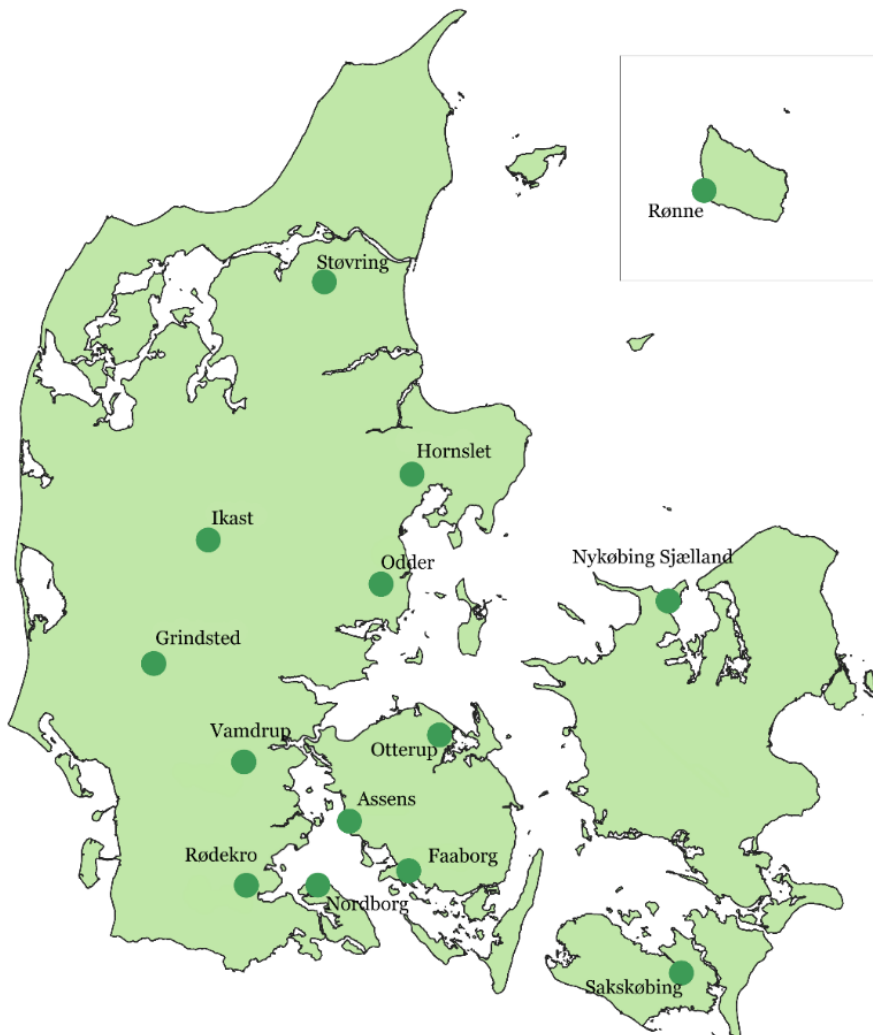 Rønne
Støvring
Hornslet
Ikast
Nykøbing Sjælland
Odder
Grindsted
Vamdrup
Otterup
Assens
Rødekro
Faaborg
Nordborg
Sakskøbing